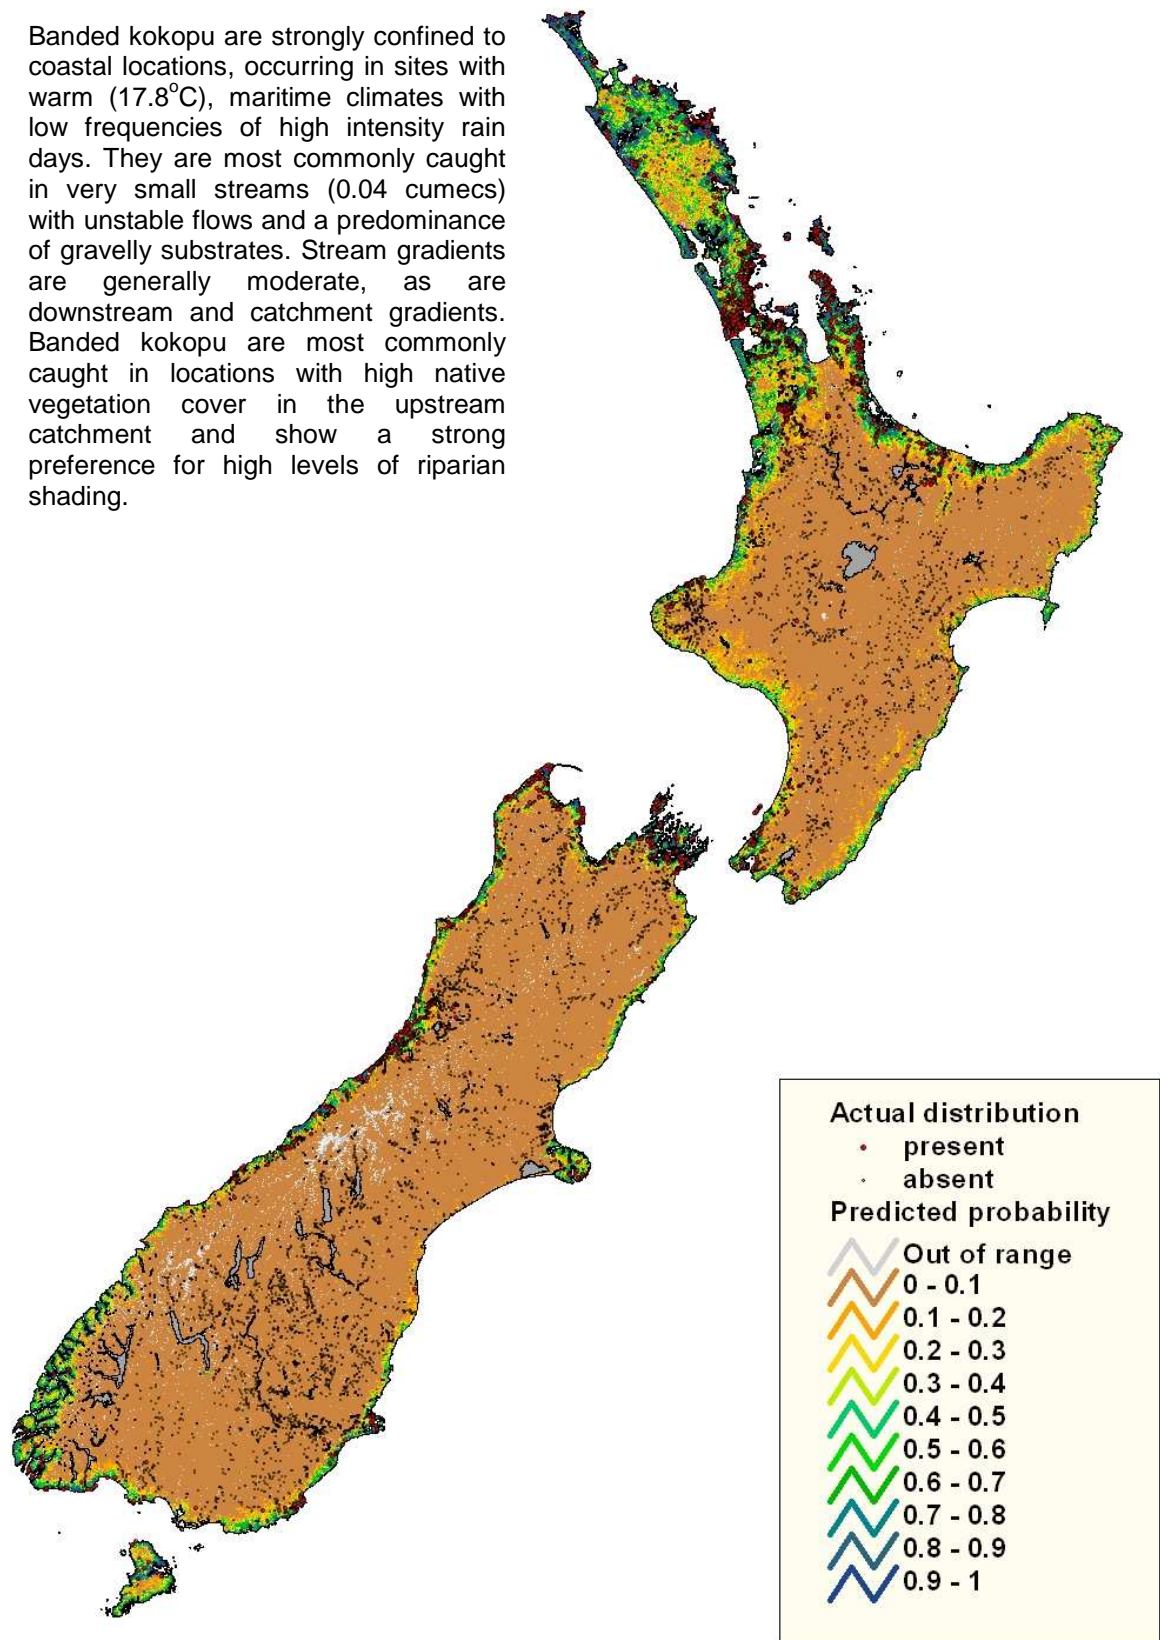 Banded kokopu are strongly confined to
coastal locations, occurring in sites with
warm (17.8°C), maritime climates with
low frequencies of high intensity rain
days. They are most commonly caught
in very small streams (0.04 cumecs)
with unstable flows and a predominance
of gravelly substrates. Stream gradients
are generally moderate, as are
downstream and catchment gradients.
Banded kokopu are most commonly
caught in locations with high native
vegetation cover in the upstream
catchment and show a strong
preference for high levels of riparian
shading.
Actual distribution
present
absent
Predicted probability
Out of range
0 - 0.1
0.1 - 0.2
0.2 - 0.3
0.3 - 0.4
0.4 - 0.5
0.5 - 0.6
0.6 - 0.7
0.7 - 0.8
0.8 - 0.9
0.9 - 1